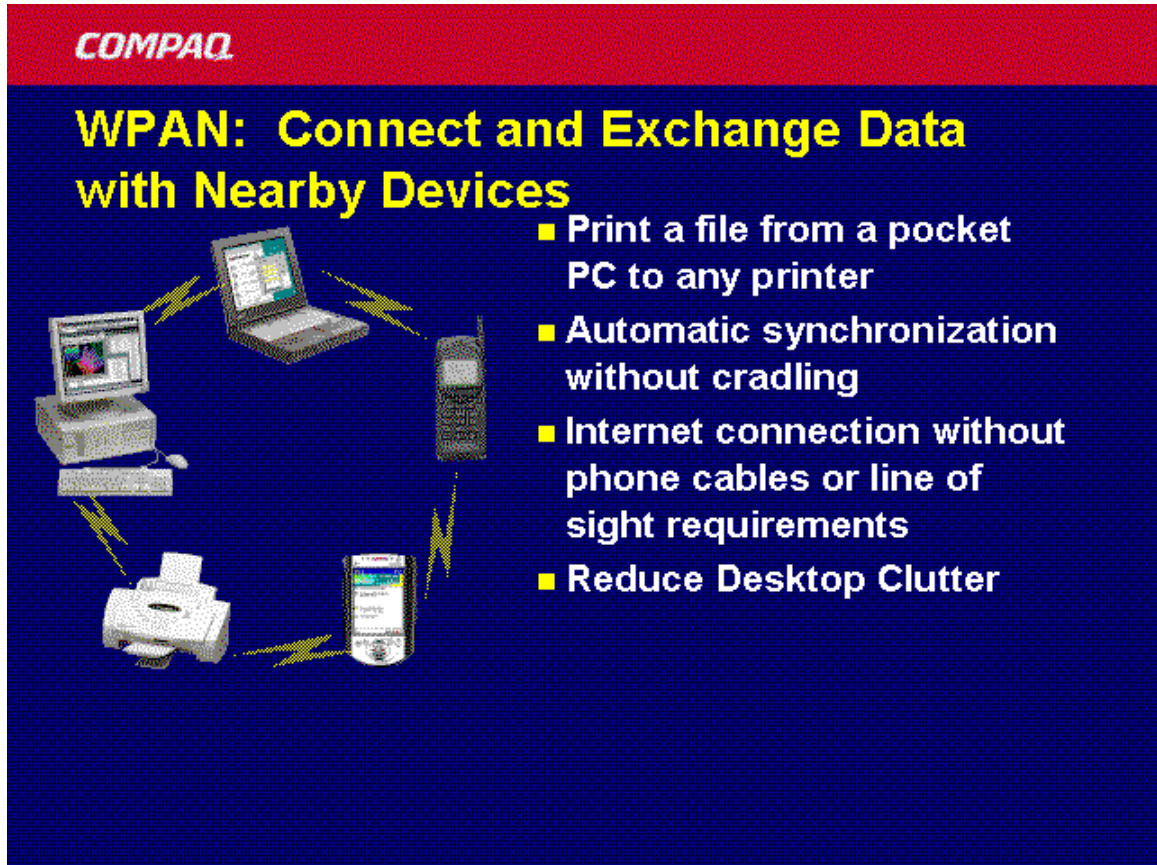 COMPAQ
WPAN: Connect and Exchange Data
with Nearby Devices
Print a file from a pocket
PC to any printer
Automatic synchronization
without cradling
Internet connection without
phone cables or line of
sight requirements
Reduce Desktop Clutter